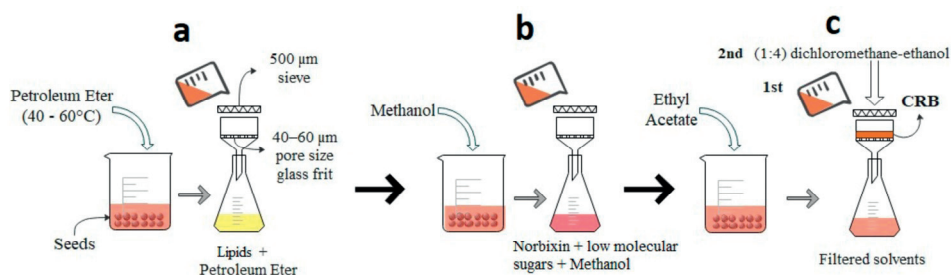 a
500 µm
sieve
Petroleum Eter
(40 - 60°C)
40–60 µm
pore size
glass frit
Seeds
Lipids +
Petroleum Eter
b
Methanol
Norbixin + low molecular
sugars + Methanol
c
2nd (1:4) dichloromethane-ethanol
1st
CRB
Ethyl
Acetate
Filtered solvents